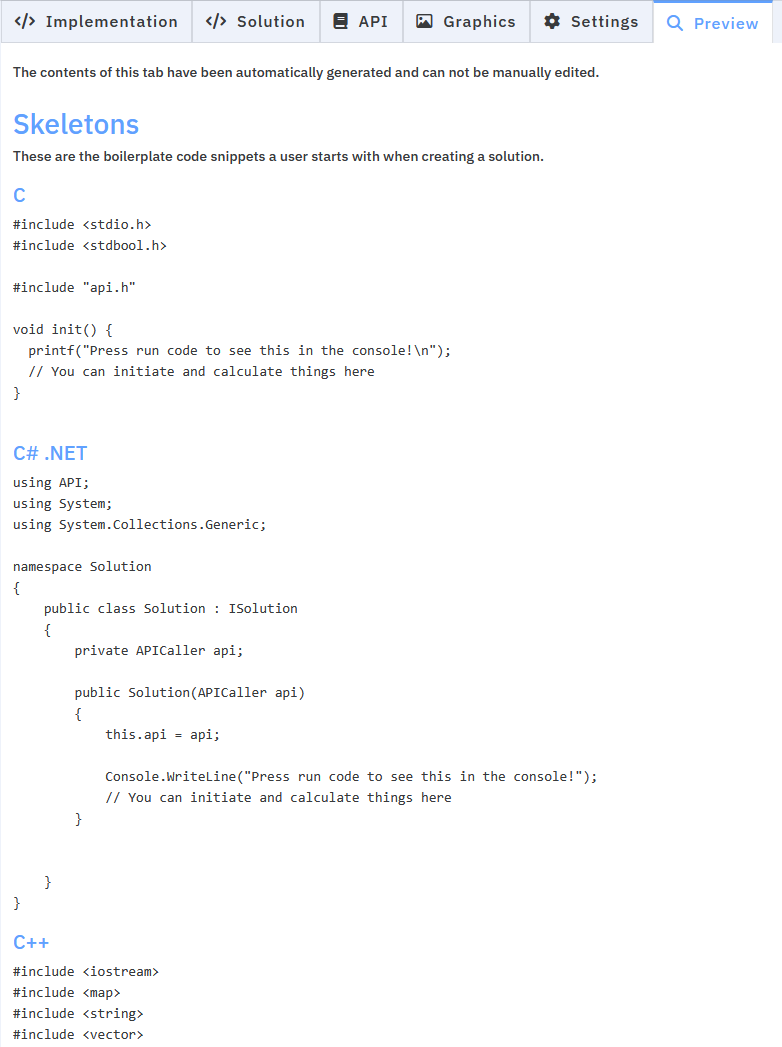 </> Implementation </> Solution API Graphics Settings Preview
The contents of this tab have been automatically generated and can not be manually edited.
Skeletons
These are the boilerplate code snippets a user starts with when creating a solution.
C
#include <stdio.h>
#include <stdbool.h>
#include "api.h"
void init() {
  printf("Press run code to see this in the console!\n");
  // You can initiate and calculate things here
}
C# .NET
using API;
using System;
using System.Collections.Generic;
namespace Solution
{
    public class Solution : ISolution
    {
        private APICaller api;
        public Solution(APICaller api)
        {
            this.api = api;
            Console.WriteLine("Press run code to see this in the console!");
            // You can initiate and calculate things here
        }
    }
}
C++
#include <iostream>
#include <map>
#include <string>
#include <vector>